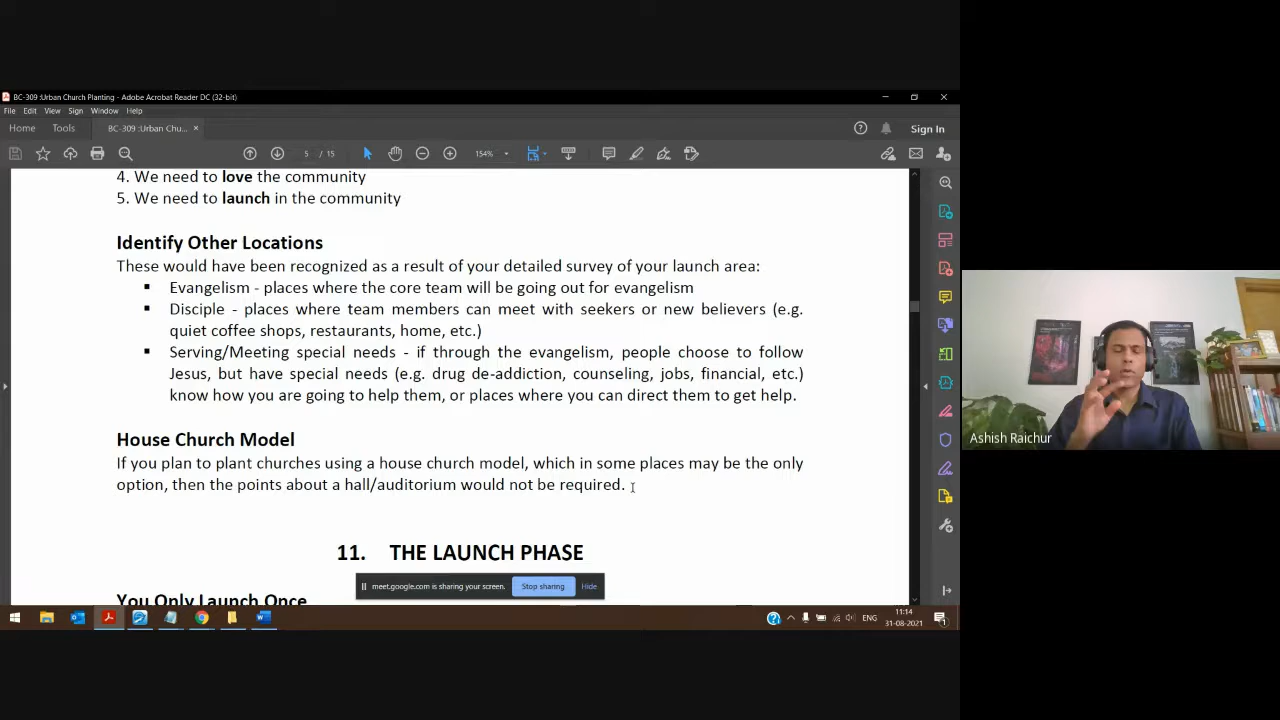 BC-309 :Urban Church Planting - Adobe Acrobat Reader DC (32-bit)
File Edit View Sign Window Help
Home Tools BC-309 :Urban Chu... × Sign In
5 / 15 154%
4. We need to love the community
5. We need to launch in the community
Identify Other Locations
These would have been recognized as a result of your detailed survey of your launch area:
▪ Evangelism - places where the core team will be going out for evangelism
▪ Disciple - places where team members can meet with seekers or new believers (e.g.
quiet coffee shops, restaurants, home, etc.)
▪ Serving/Meeting special needs - if through the evangelism, people choose to follow
Jesus, but have special needs (e.g. drug de-addiction, counseling, jobs, financial, etc.)
know how you are going to help them, or places where you can direct them to get help.
House Church Model
If you plan to plant churches using a house church model, which in some places may be the only
option, then the points about a hall/auditorium would not be required.
11. THE LAUNCH PHASE
You Only Launch Once
meet.google.com is sharing your screen. Stop sharing Hide
ENG 11:14
31-08-2021
Ashish Raichur